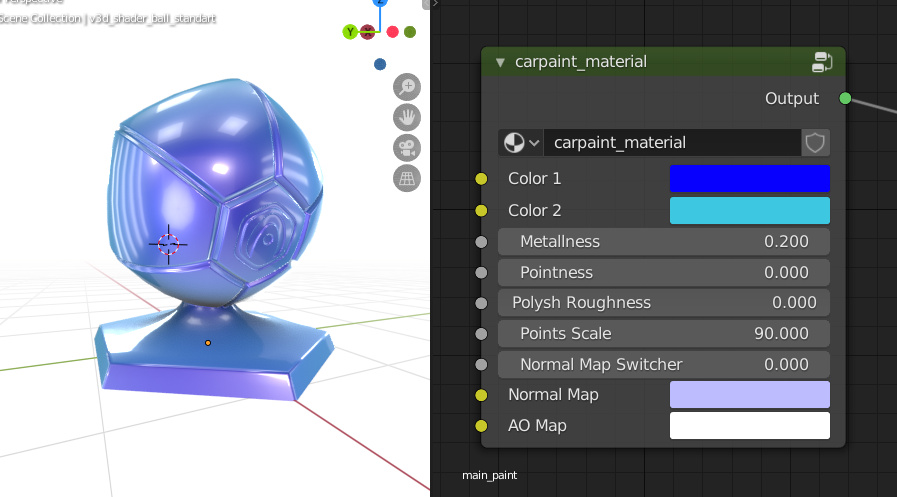 Perspective
Scene Collection | v3d_shader_ball_standart
Z
Y
X
carpaint_material
Output
carpaint_material
Color 1
Color 2
Metallness 0.200
Pointness 0.000
Polysh Roughness 0.000
Points Scale 90.000
Normal Map Switcher 0.000
Normal Map
AO Map
main_paint